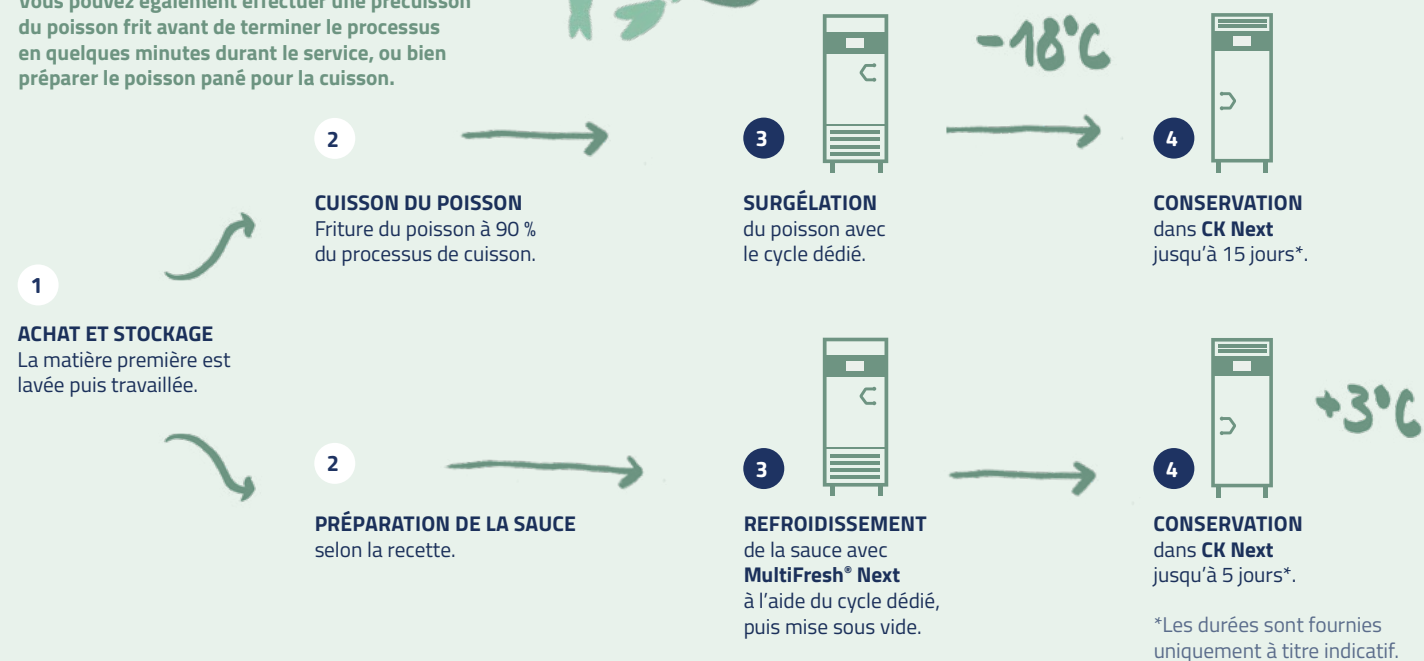 Vous pouvez également effectuer une précuisson
du poisson frit avant de terminer le processus
en quelques minutes durant le service, ou bien
préparer le poisson pané pour la cuisson.
-18°C
2
3
4
CUISSON DU POISSON
Friture du poisson à 90 %
du processus de cuisson.
SURGÉLATION
du poisson avec
le cycle dédié.
CONSERVATION
dans CK Next
jusqu'à 15 jours*.
1
ACHAT ET STOCKAGE
La matière première est
lavée puis travaillée.
+3°C
2
3
4
PRÉPARATION DE LA SAUCE
selon la recette.
REFROIDISSEMENT
de la sauce avec
MultiFresh® Next
à l'aide du cycle dédié,
puis mise sous vide.
CONSERVATION
dans CK Next
jusqu'à 5 jours*.
*Les durées sont fournies
uniquement à titre indicatif.